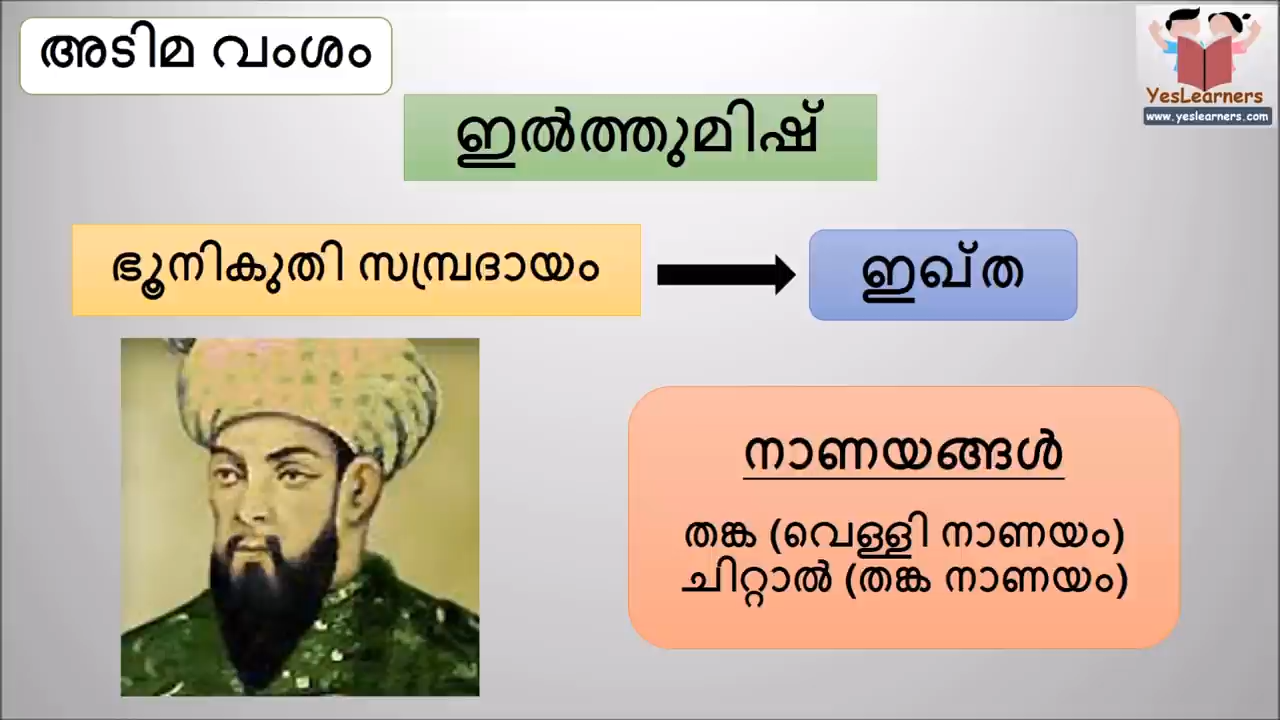 അടിമ വംശം
YesLearners
www.yeslearners.com
ഇൽത്തുമിഷ്
ഭൂനികുതി സമ്പ്രദായം
ഇഖ്ത
നാണയങ്ങൾ
തങ്ക (വെള്ളി നാണയം)
ചിറ്റാൽ (തങ്ക നാണയം)